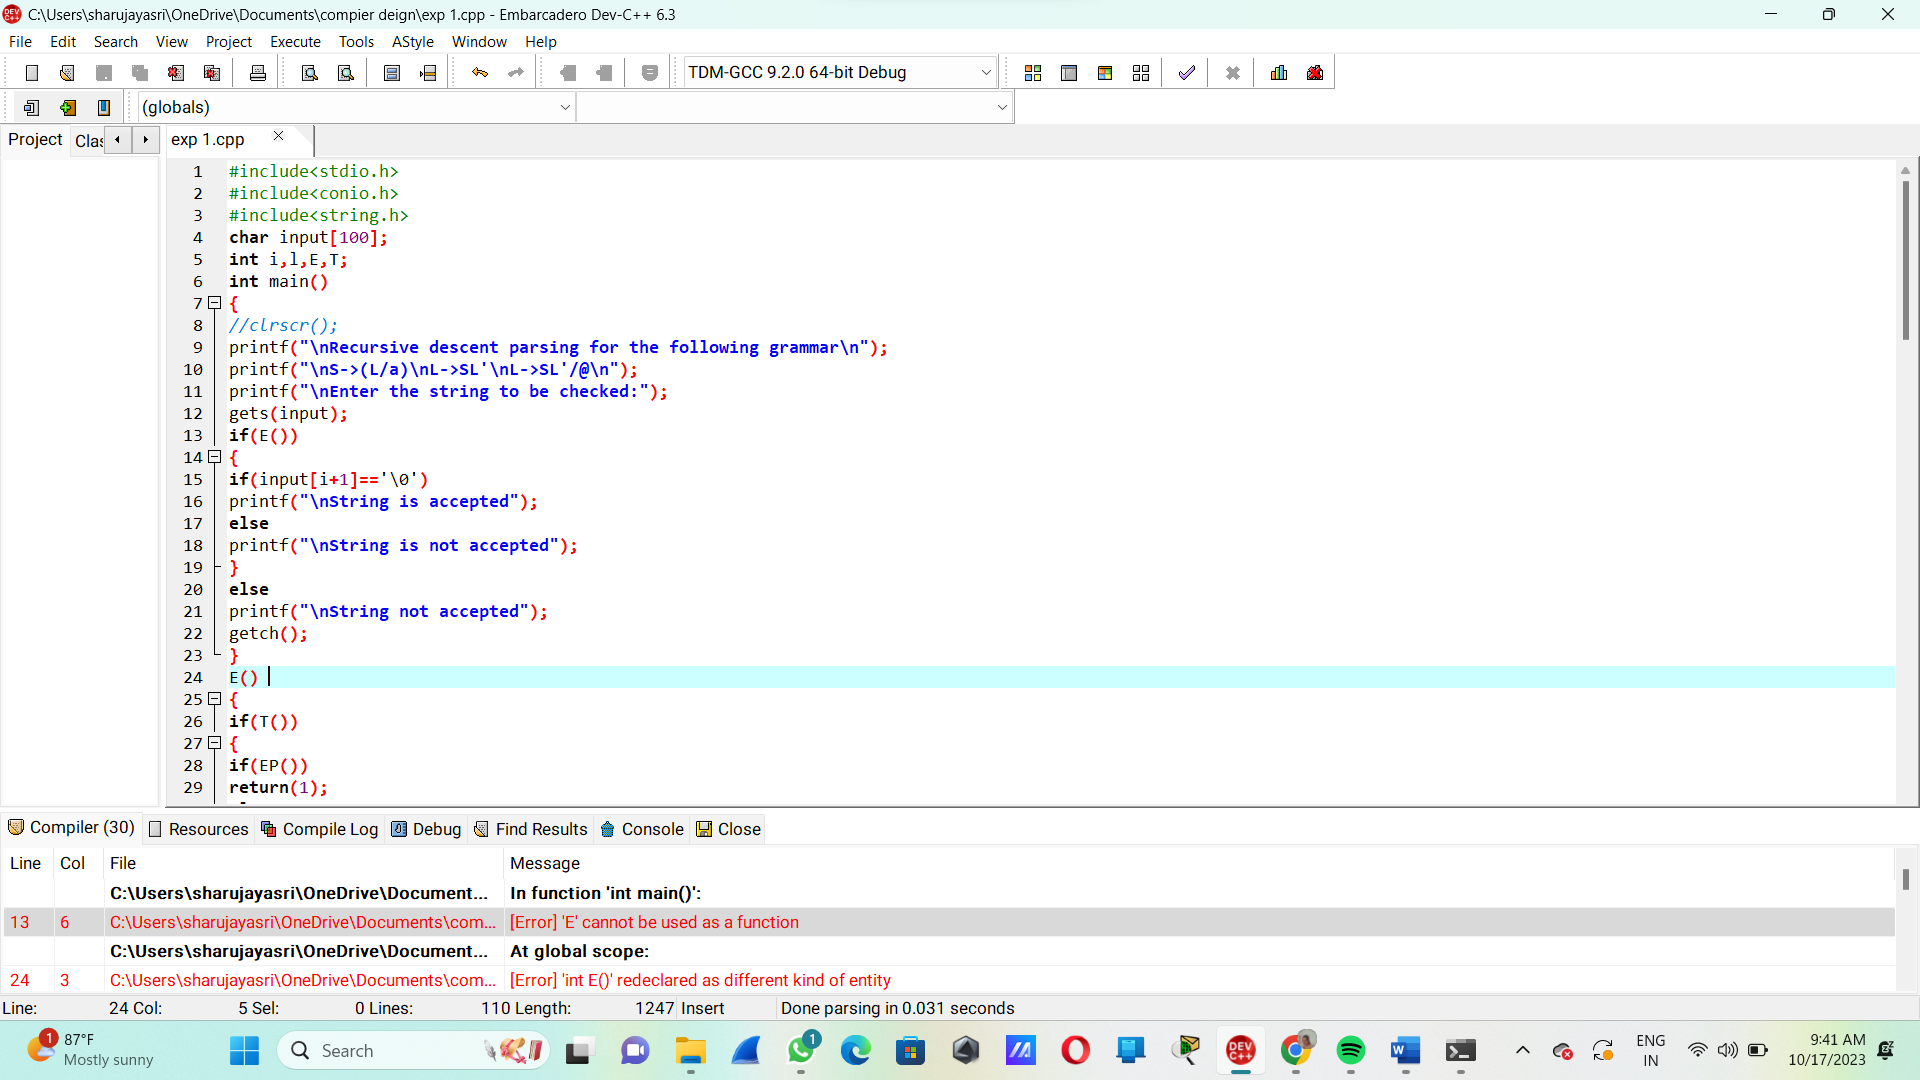 C:\Users\sharujayasri\OneDrive\Documents\compier deign\exp 1.cpp - Embarcadero Dev-C++ 6.3
File Edit Search View Project Execute Tools AStyle Window Help
TDM-GCC 9.2.0 64-bit Debug
(globals)
Project Clas exp 1.cpp
1 #include<stdio.h>
2 #include<conio.h>
3 #include<string.h>
4 char input[100];
5 int i,l,E,T;
6 int main()
7 {
8 //clrscr();
9 printf("\nRecursive descent parsing for the following grammar\n");
10 printf("\nS->(L/a)\nL->SL'\nL->SL'/@\n");
11 printf("\nEnter the string to be checked:");
12 gets(input);
13 if(E())
14 {
15 if(input[i+1]=='\0')
16 printf("\nString is accepted");
17 else
18 printf("\nString is not accepted");
19 }
20 else
21 printf("\nString not accepted");
22 getch();
23 }
24 E()
25 {
26 if(T())
27 {
28 if(EP())
29 return(1);
Compiler (30) Resources Compile Log Debug Find Results Console Close
Line Col File Message
C:\Users\sharujayasri\OneDrive\Document... In function 'int main()':
13 6 C:\Users\sharujayasri\OneDrive\Documents\com... [Error] 'E' cannot be used as a function
C:\Users\sharujayasri\OneDrive\Document... At global scope:
24 3 C:\Users\sharujayasri\OneDrive\Documents\com... [Error] 'int E()' redeclared as different kind of entity
Line: 24 Col: 5 Sel: 0 Lines: 110 Length: 1247 Insert Done parsing in 0.031 seconds
1 87°F
Mostly sunny
Search
1
DEV C++
W
ENG
IN
9:41 AM
10/17/2023